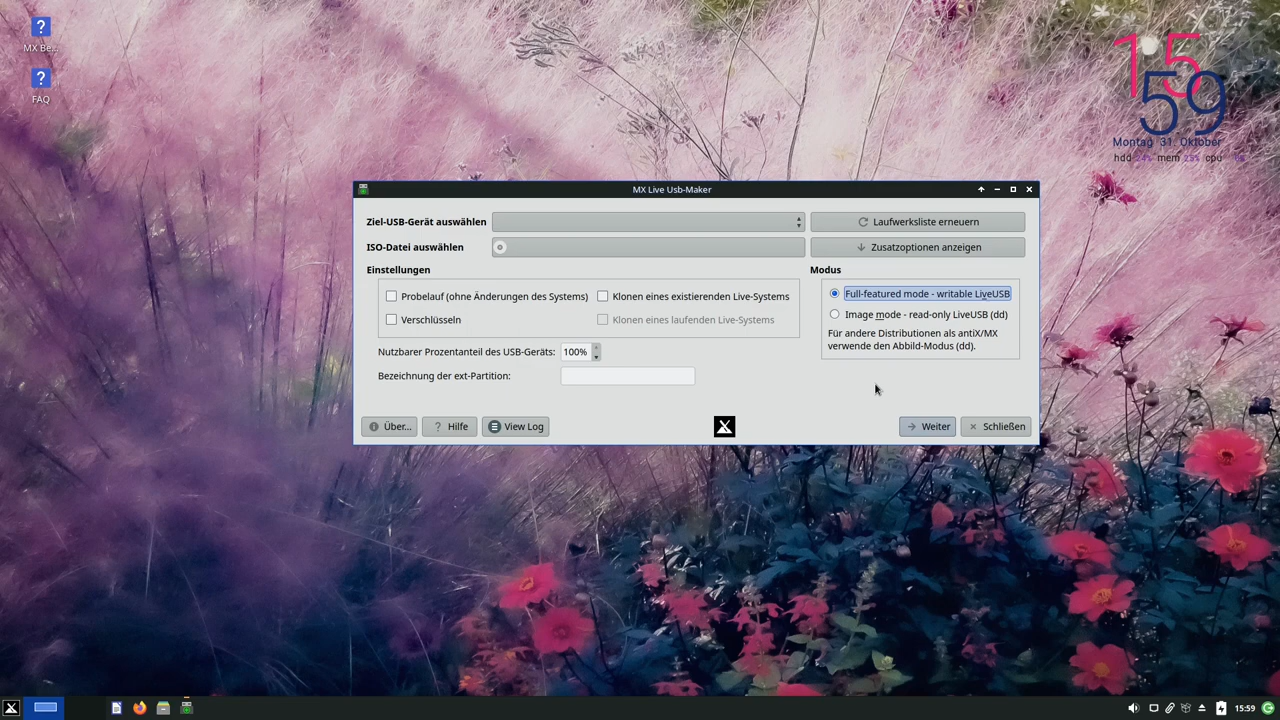 MX Be...
FAQ
15
59
Montag 31. Oktober
hdd 24% mem 23% cpu
MX Live Usb-Maker
Ziel-USB-Gerät auswählen
Laufwerksliste erneuern
ISO-Datei auswählen
Zusatzoptionen anzeigen
Einstellungen
Modus
Probelauf (ohne Änderungen des Systems)
Klonen eines existierenden Live-Systems
Full-featured mode - writable LiveUSB
Verschlüseln
Klonen eines laufenden Live-Systems
Image mode - read-only LiveUSB (dd)
Für andere Distributionen als antiX/MX
verwende den Abbild-Modus (dd).
Nutzbarer Prozentanteil des USB-Geräts:
100%
Bezeichnung der ext-Partition:
Über...
Hilfe
View Log
Weiter
Schließen
15:59